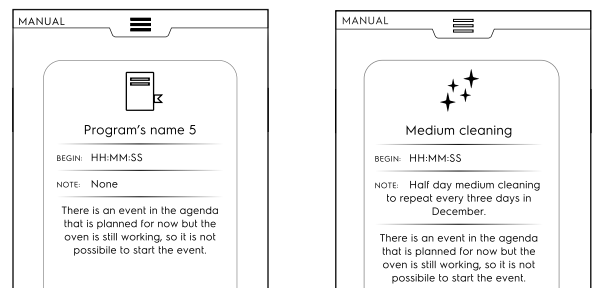 MANUAL
Program's name 5
BEGIN: HH:MM:SS
NOTE: None
There is an event in the agenda
that is planned for now but the
oven is still working, so it is not
possibile to start the event.
MANUAL
Medium cleaning
BEGIN: HH:MM:SS
NOTE: Half day medium cleaning
to repeat every three days in
December.
There is an event in the agenda
that is planned for now but the
oven is still working, so it is not
possibile to start the event.